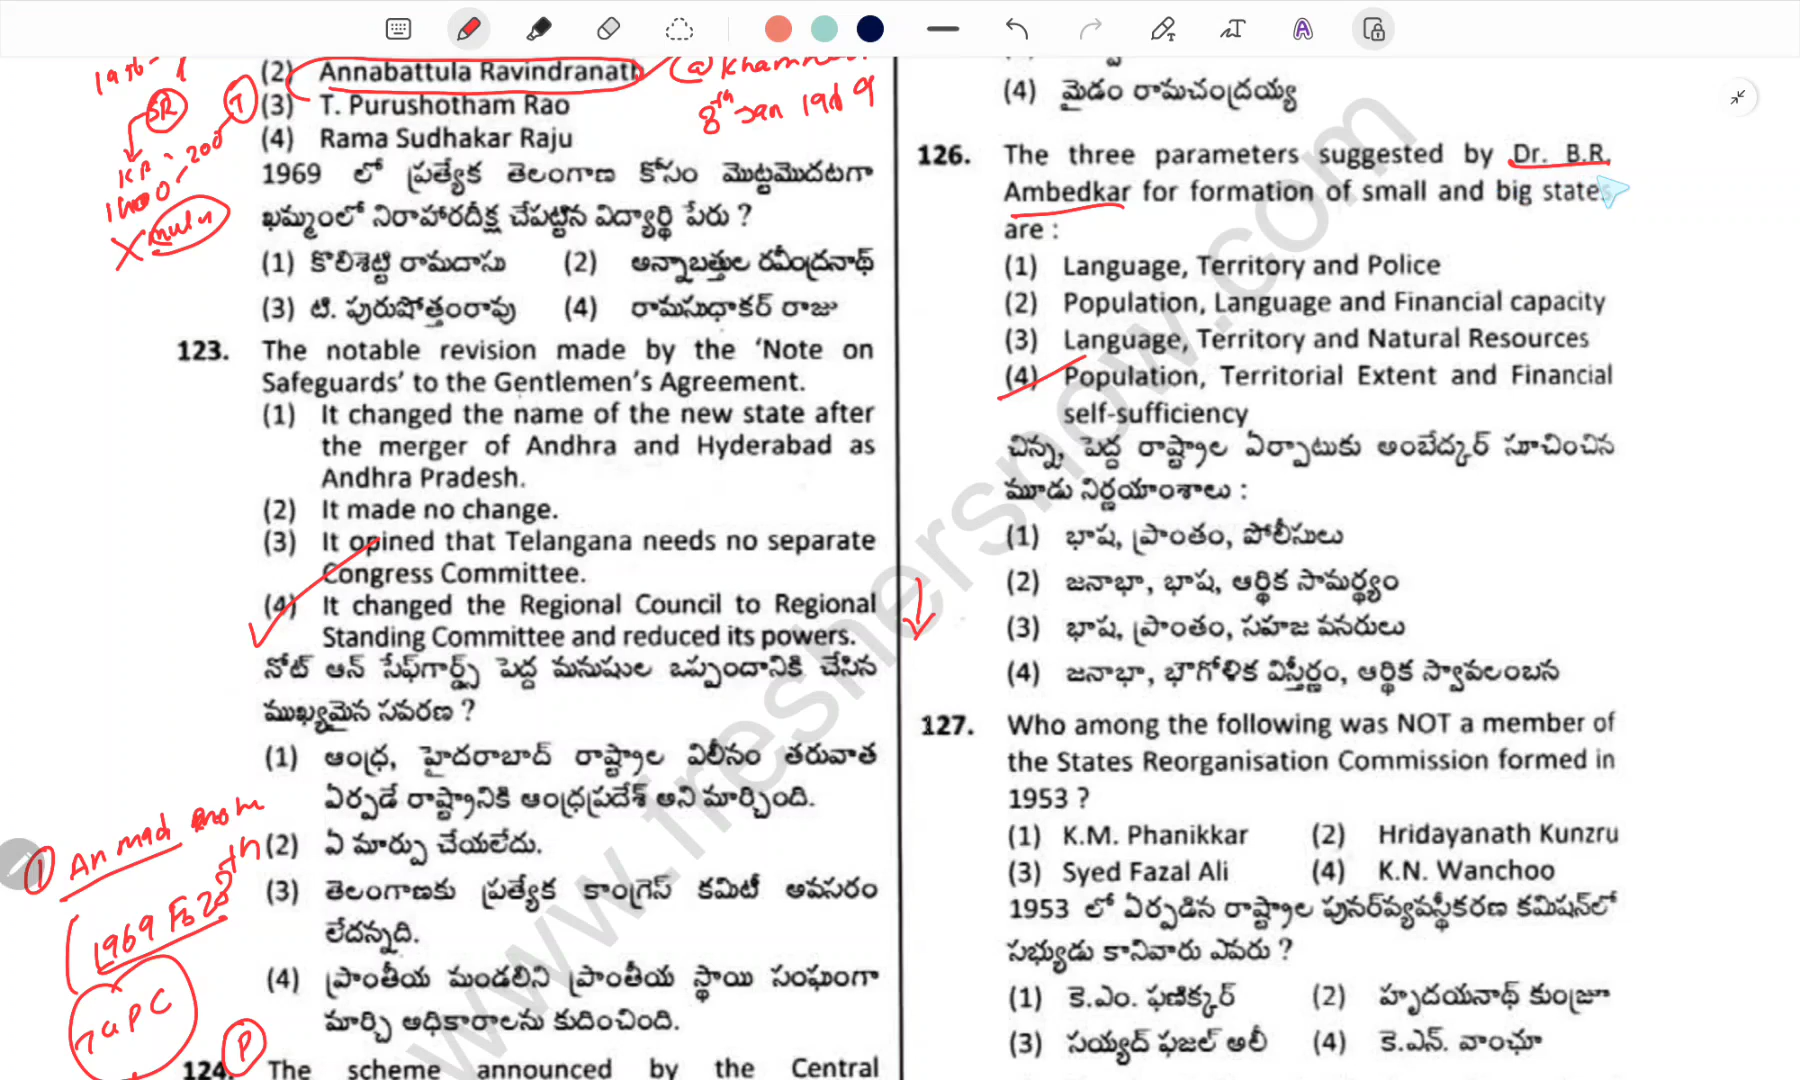 (2) Annabattula Ravindranath
(3) T. Purushotham Rao
(4) Rama Sudhakar Raju
1969 లో ప్రత్యేక తెలంగాణ కోసం మొట్టమొదటగా
ఖమ్మంలో నిరాహారదీక్ష చేపట్టిన విద్యార్థి పేరు ?
(1) కొలిశెట్టి రామదాసు (2) అన్నాబత్తుల రవీంద్రనాథ్
(3) టి. పురుషోత్తంరావు (4) రామసుధాకర్ రాజు
123. The notable revision made by the ‘Note on
Safeguards’ to the Gentlemen’s Agreement.
(1) It changed the name of the new state after
the merger of Andhra and Hyderabad as
Andhra Pradesh.
(2) It made no change.
(3) It opined that Telangana needs no separate
Congress Committee.
(4) It changed the Regional Council to Regional
Standing Committee and reduced its powers.
నోట్ ఆన్ సేఫ్‌గార్డ్స్ పెద్ద మనుషుల ఒప్పందానికి చేసిన
ముఖ్యమైన సవరణ ?
(1) ఆంధ్ర, హైదరాబాద్ రాష్ట్రాల విలీనం తరువాత
ఏర్పడే రాష్ట్రానికి ఆంధ్రప్రదేశ్ అని మార్చింది.
(2) ఏ మార్పు చేయలేదు.
(3) తెలంగాణకు ప్రత్యేక కాంగ్రెస్ కమిటీ అవసరం
లేదన్నది.
(4) ప్రాంతీయ మండలిని ప్రాంతీయ స్థాయి సంఘంగా
మార్చి అధికారాలను కుదించింది.
124. The scheme announced by the Central
(4) మైడం రామచంద్రయ్య
126. The three parameters suggested by Dr. B.R.
Ambedkar for formation of small and big states
are :
(1) Language, Territory and Police
(2) Population, Language and Financial capacity
(3) Language, Territory and Natural Resources
(4) Population, Territorial Extent and Financial
self-sufficiency
చిన్న, పెద్ద రాష్ట్రాల ఏర్పాటుకు అంబేద్కర్ సూచించిన
మూడు నిర్ణయాంశాలు :
(1) భాష, ప్రాంతం, పోలీసులు
(2) జనాభా, భాష, ఆర్థిక సామర్థ్యం
(3) భాష, ప్రాంతం, సహజ వనరులు
(4) జనాభా, భౌగోళిక విస్తీర్ణం, ఆర్థిక స్వావలంబన
127. Who among the following was NOT a member of
the States Reorganisation Commission formed in
1953 ?
(1) K.M. Phanikkar (2) Hridayanath Kunzru
(3) Syed Fazal Ali (4) K.N. Wanchoo
1953 లో ఏర్పడిన రాష్ట్రాల పునర్‌వ్యవస్థీకరణ కమిషన్‌లో
సభ్యుడు కానివారు ఎవరు ?
(1) కె.ఎం. ఫణిక్కర్ (2) హృదయనాథ్ కుంజ్రూ
(3) సయ్యద్ ఫజల్ అలీ (4) కె.ఎన్. వాంఛూ
8th Jan 1969
SR
T
200
X
①
1969
P
www.freshersnow.com